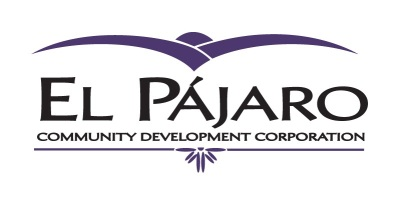 EL PÁJARO
COMMUNITY DEVELOPMENT CORPORATION